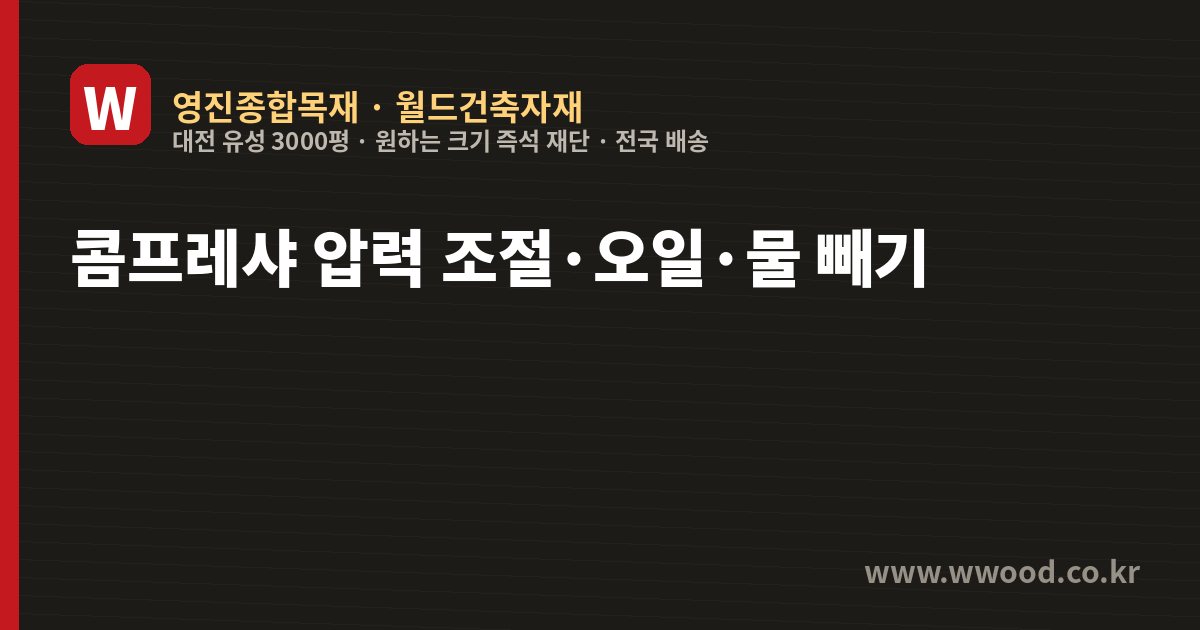 W
영진종합목재 · 월드건축자재
대전 유성 3000평 · 원하는 크기 즉석 재단 · 전국 배송
콤프레샤 압력 조절·오일·물 빼기
www.wwood.co.kr